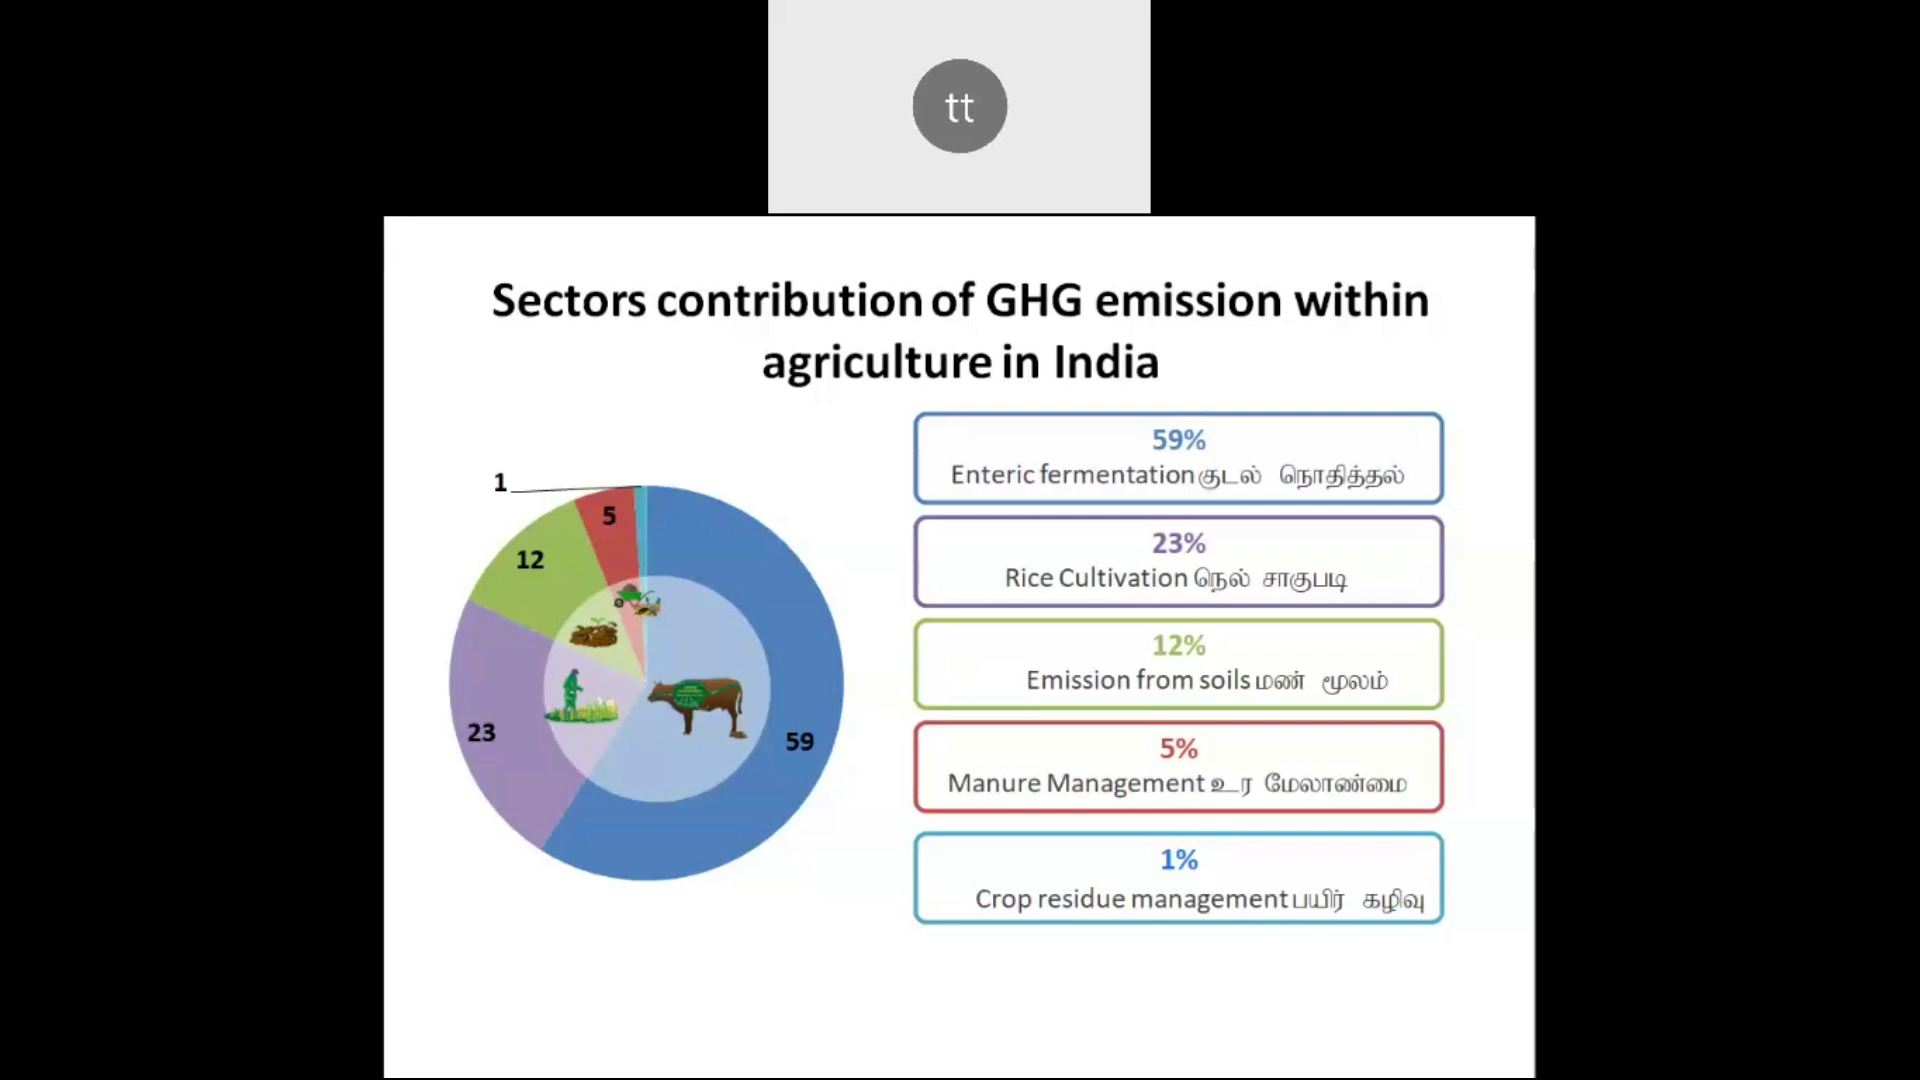 tt
Sectors contribution of GHG emission within
agriculture in India
1
5
12
23
59
59%
Enteric fermentation குடல் நொதித்தல்
23%
Rice Cultivation நெல் சாகுபடி
12%
Emission from soils மண் மூலம்
5%
Manure Management உர மேலாண்மை
1%
Crop residue management பயிர் கழிவு